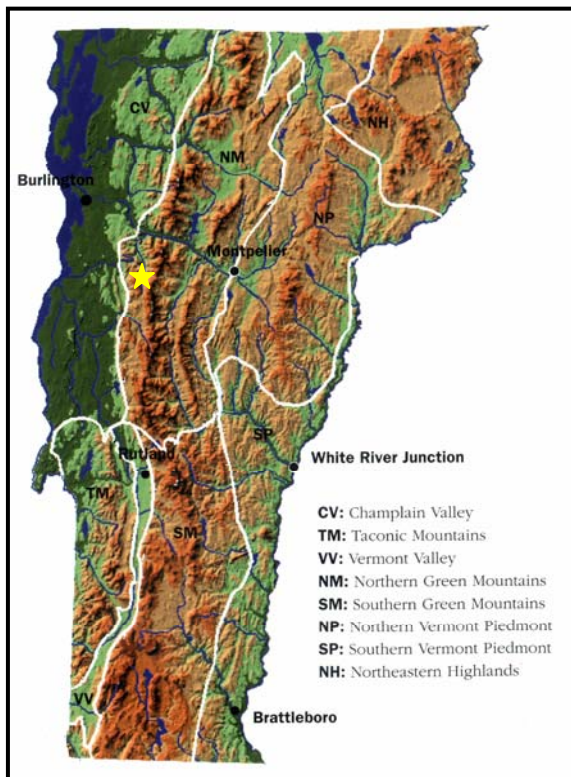 CV
NH
NM
Burlington
NP
Montpelier
SP
Rutland
White River Junction
TM
SM
CV: Champlain Valley
TM: Taconic Mountains
VV: Vermont Valley
NM: Northern Green Mountains
SM: Southern Green Mountains
NP: Northern Vermont Piedmont
SP: Southern Vermont Piedmont
NH: Northeastern Highlands
VV
Brattleboro